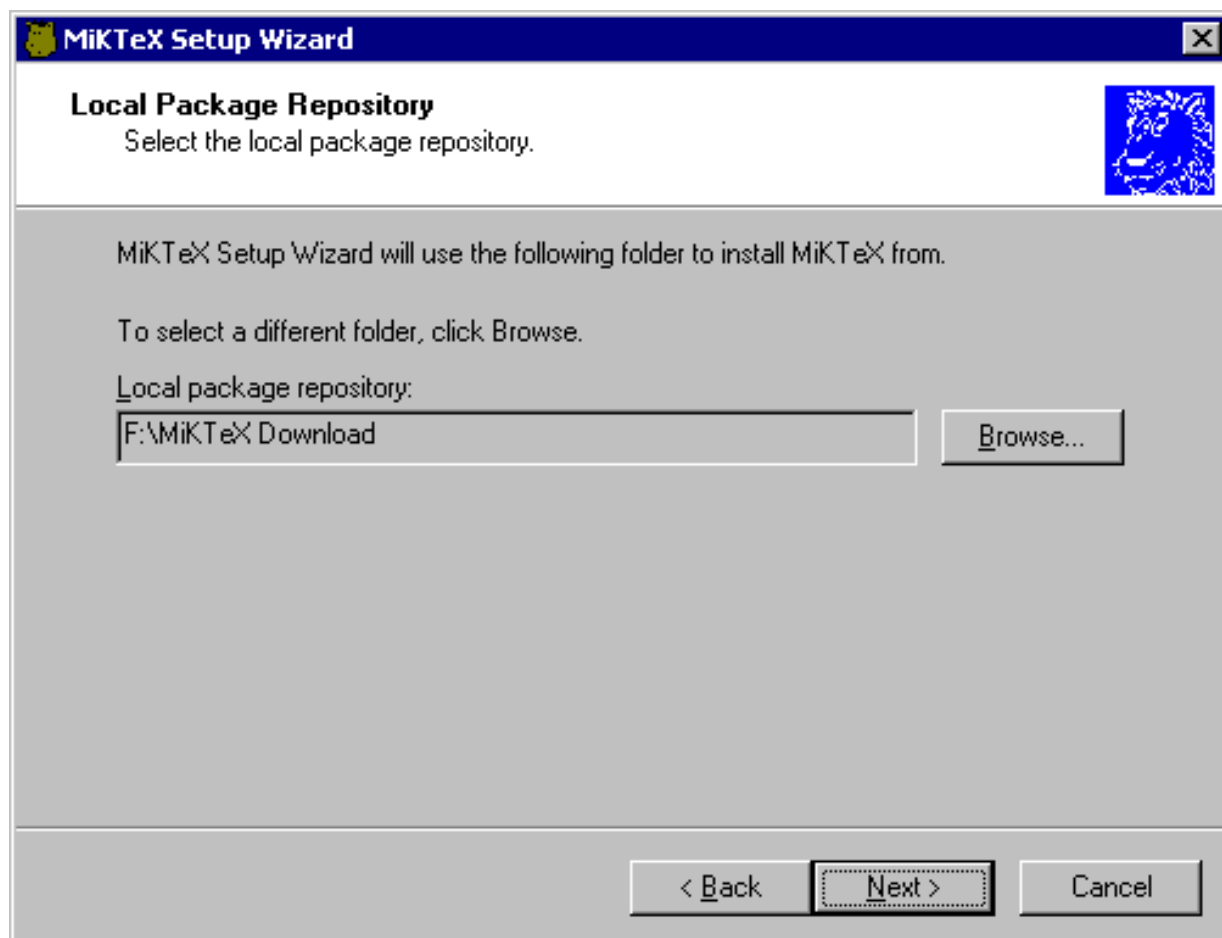 MiKTeX Setup Wizard
Local Package Repository
Select the local package repository.
MiKTeX Setup Wizard will use the following folder to install MiKTeX from.
To select a different folder, click Browse.
Local package repository:
F:\MiKTeX Download
Browse...
< Back
Next >
Cancel